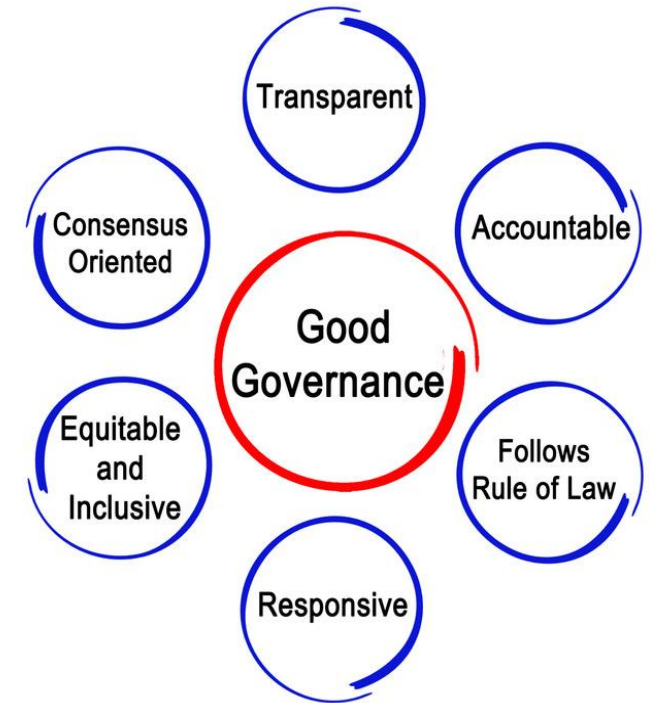 Transparent
Accountable
Follows
Rule of Law
Responsive
Equitable
and
Inclusive
Consensus
Oriented
Good
Governance